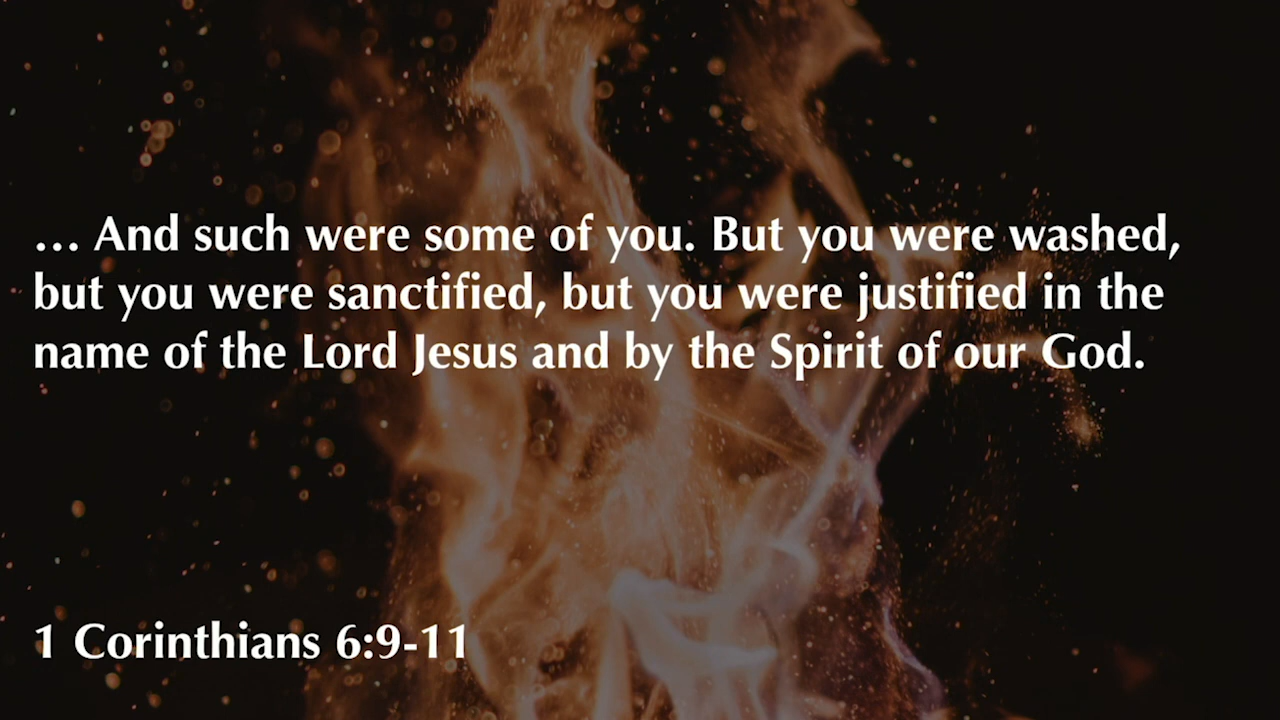 … And such were some of you. But you were washed,
but you were sanctified, but you were justified in the
name of the Lord Jesus and by the Spirit of our God.
1 Corinthians 6:9-11